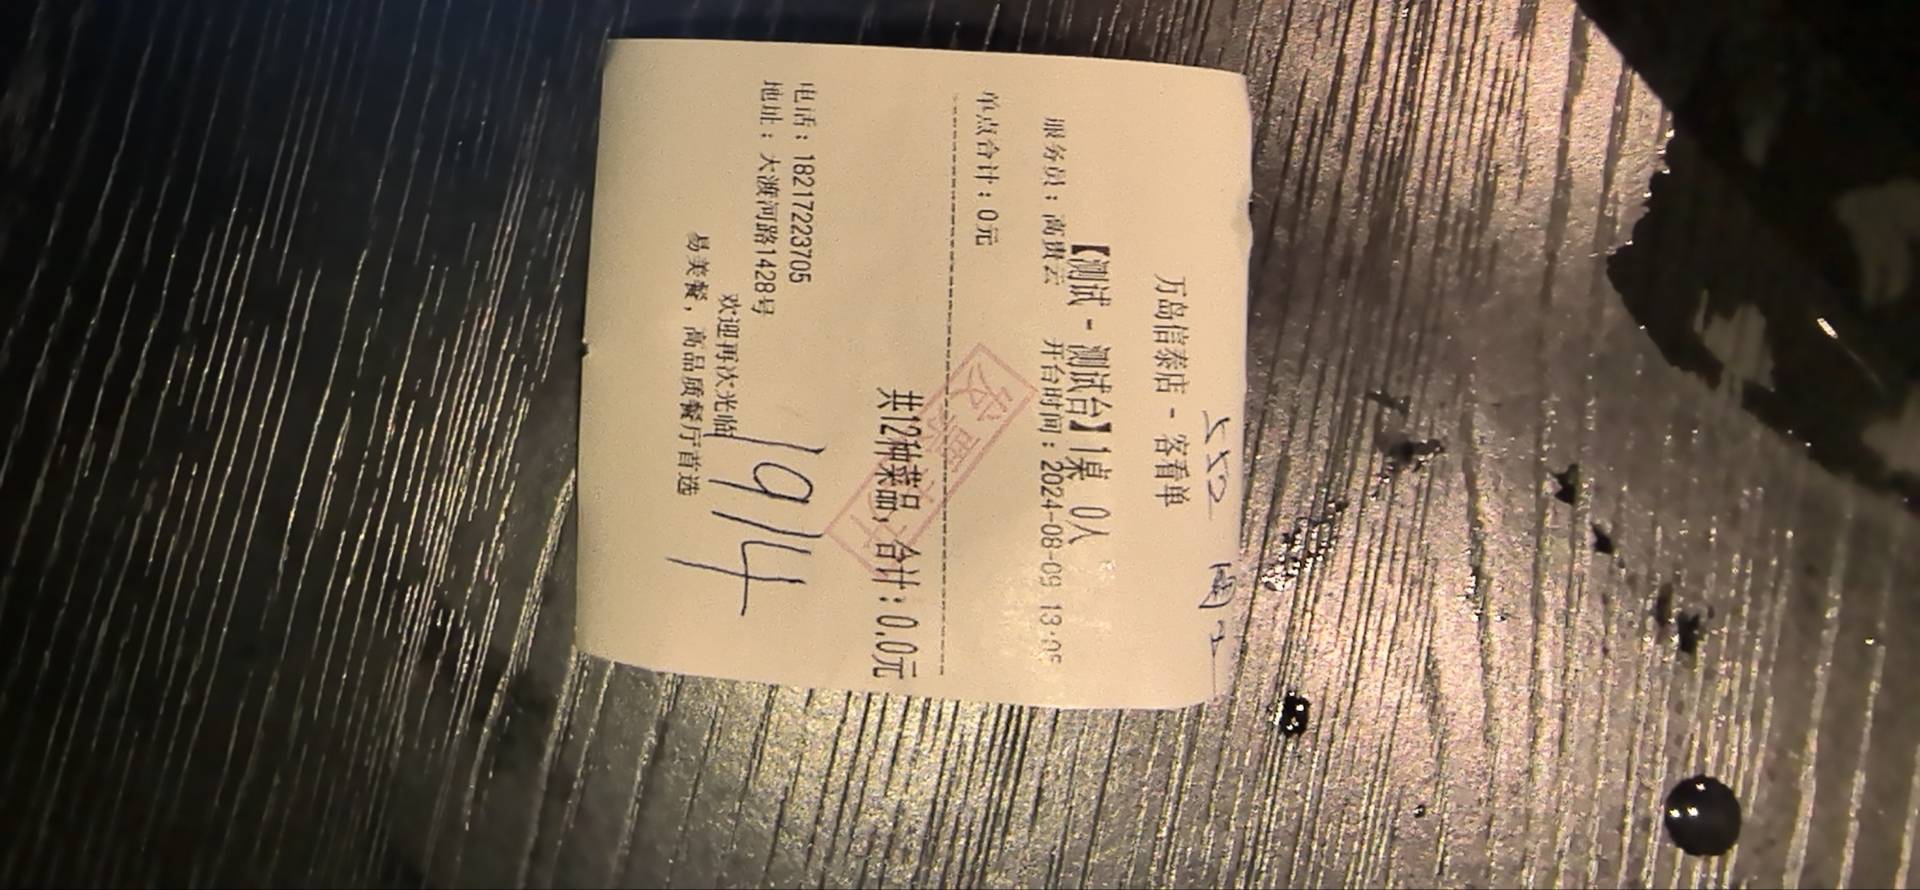 万岛信泰店 - 客看单
【测试 - 测试台】1桌 0人
服务员：高贵云 开台时间：2024-08-09 13:05
单点合计：0元
共12种菜品，合计：0.0元
发票
电话：18217223705
地址：大渡河路1428号
欢迎再次光临
易美餐，高品质餐厅首选
1914